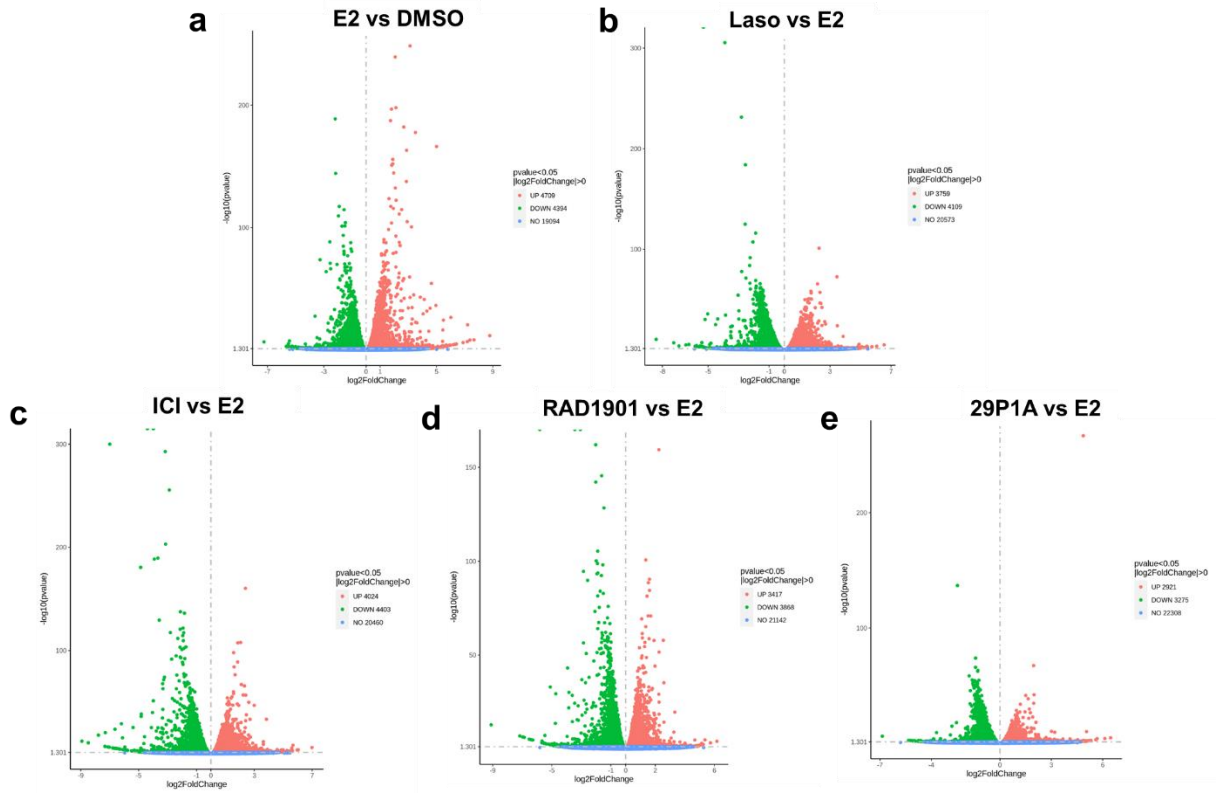 a
E2 vs DMSO
200
100
1.301
-log10(pvalue)
-7
-3
0
1
5
9
log2FoldChange
pvalue<0.05
|log2FoldChange|>0
UP 4709
DOWN 4394
NO 19094
b
Laso vs E2
300
200
100
1.301
-log10(pvalue)
-8
-5
-1
0
1
4
7
log2FoldChange
pvalue<0.05
|log2FoldChange|>0
UP 3759
DOWN 4109
NO 20573
c
ICI vs E2
300
200
100
1.301
-log10(pvalue)
-9
-5
-1
0
3
7
log2FoldChange
pvalue<0.05
|log2FoldChange|>0
UP 4024
DOWN 4403
NO 20460
d
RAD1901 vs E2
150
100
50
1.301
-log10(pvalue)
-9
-5
-1
0
2
6
log2FoldChange
pvalue<0.05
|log2FoldChange|>0
UP 3417
DOWN 3868
NO 21142
e
29P1A vs E2
200
100
1.301
-log10(pvalue)
-7
-4
0
3
6
log2FoldChange
pvalue<0.05
|log2FoldChange|>0
UP 2921
DOWN 3275
NO 22308